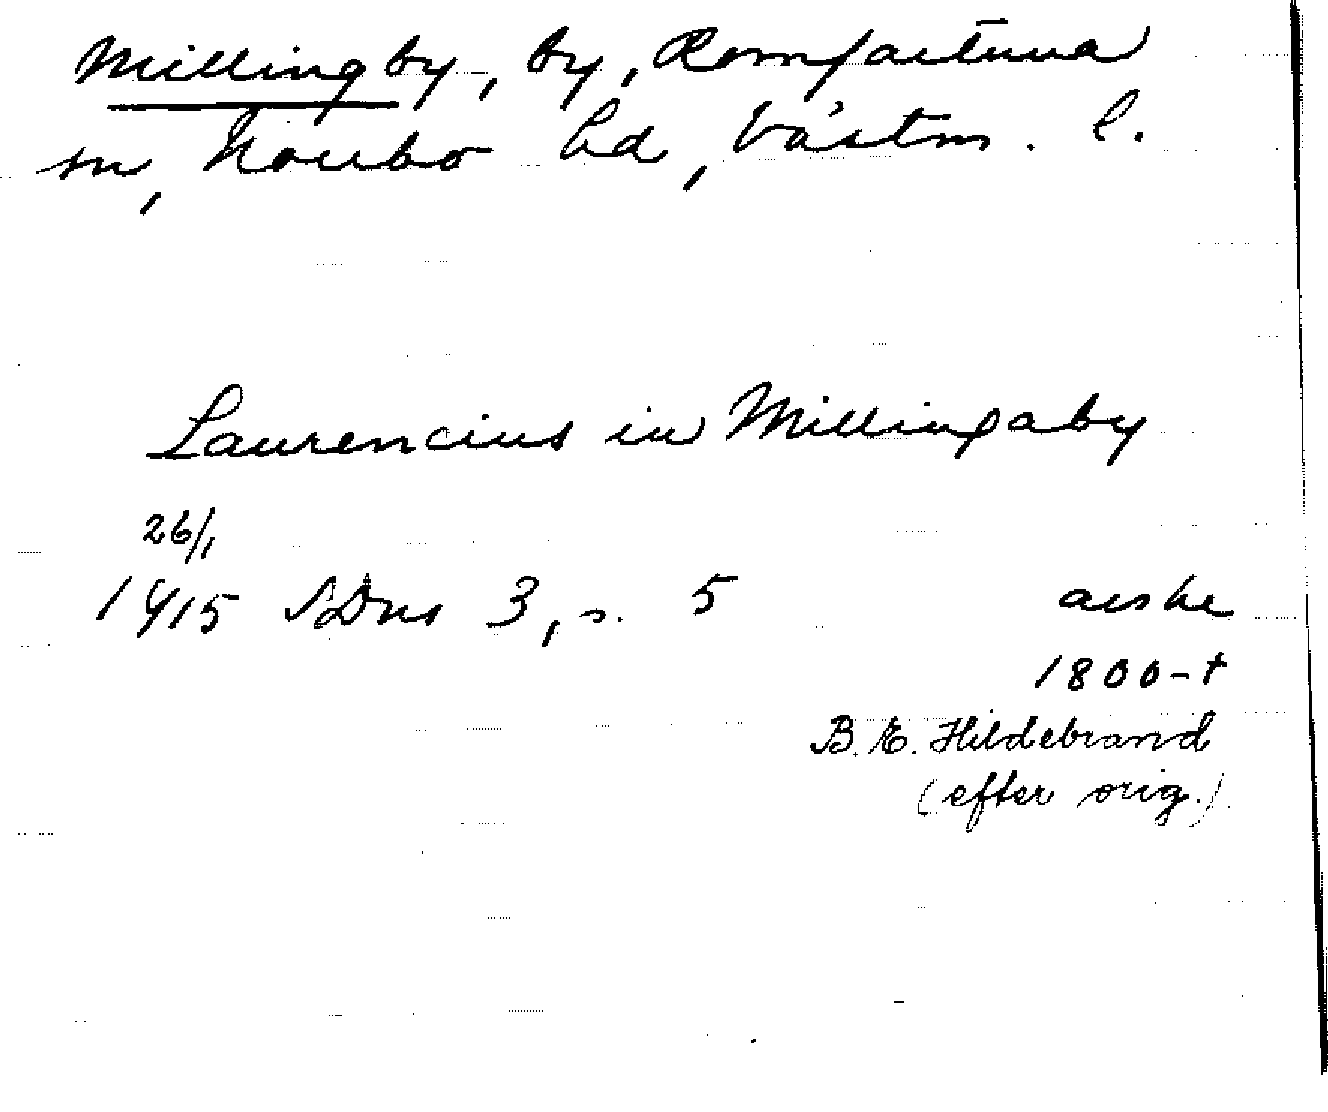 Millingby, by, Romfartuna
sn, Norrbo hd, Västm. l.
Laurencius in Millingaby
26/1
1415 SDns 3, s. 5 avskr
1800-t
B. E. Hildebrand
(efter orig.)